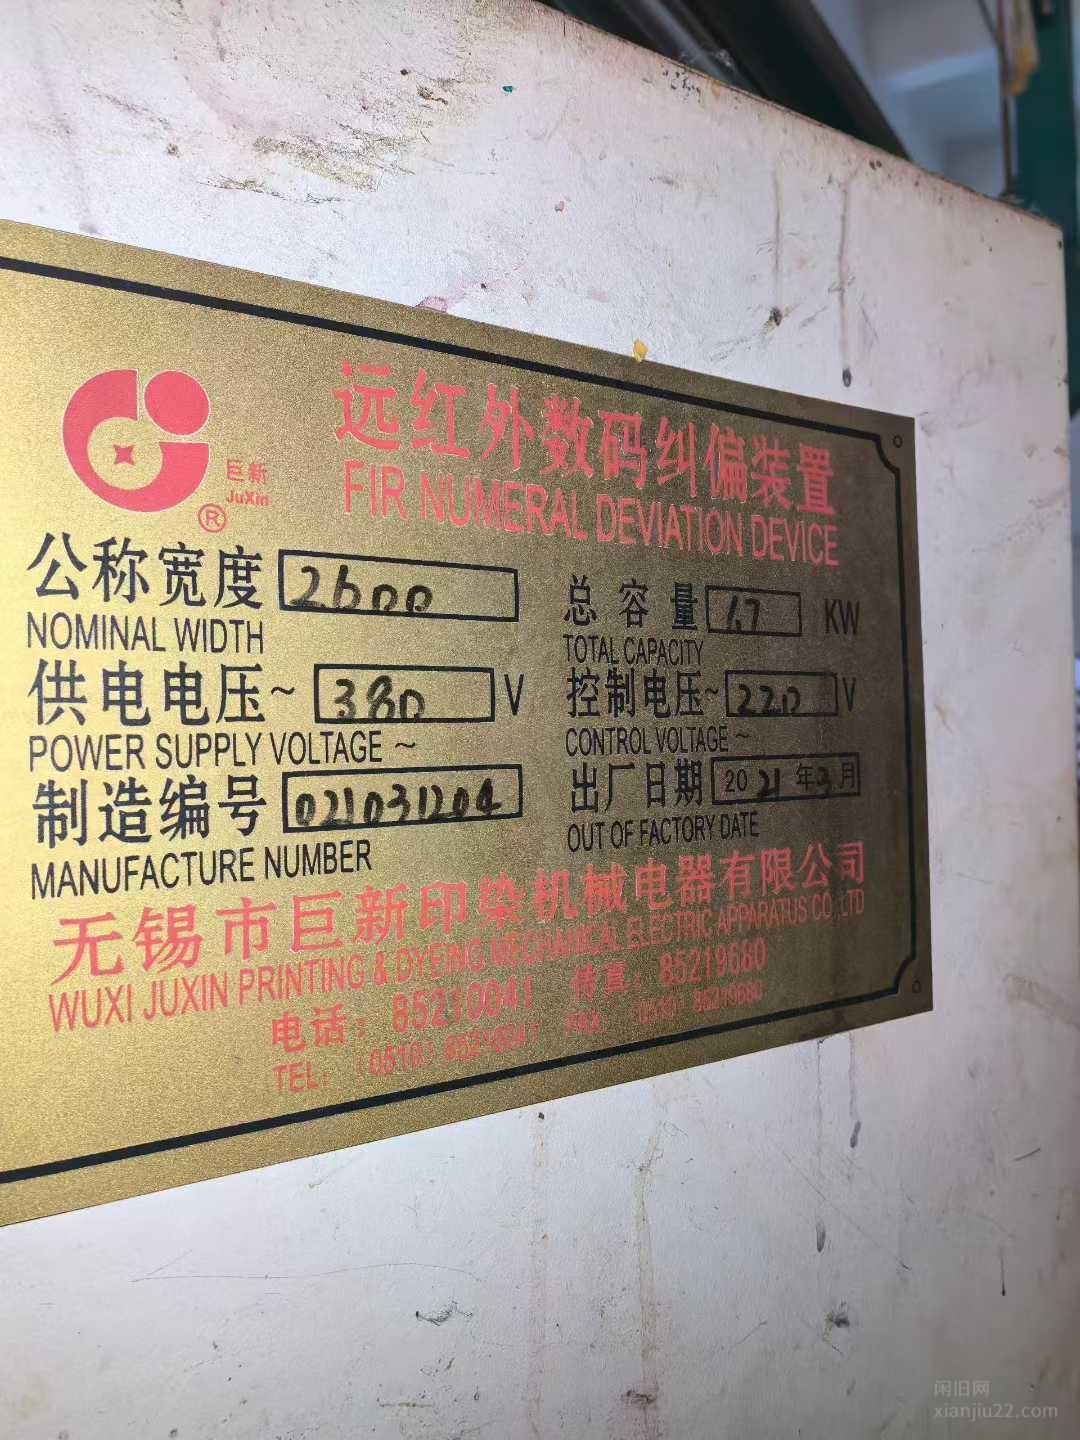 巨新
JuXin
®
远红外数码纠偏装置
FIR NUMERAL DEVIATION DEVICE
公称宽度 2600
NOMINAL WIDTH
总容量 1.7 KW
TOTAL CAPACITY
供电电压~ 380 V
POWER SUPPLY VOLTAGE ~
控制电压~ 220 V
CONTROL VOLTAGE ~
制造编号 021031204
MANUFACTURE NUMBER
出厂日期 2021年3月
OUT OF FACTORY DATE
无锡市巨新印染机械电器有限公司
WUXI JUXIN PRINTING & DYEING MECHANICAL ELECTRIC APPARATUS CO.,LTD
电话：85210041 传真：85219680
TEL：（0510）85210041 FAX （0510）85219680
闲旧网
xianjiu22.com